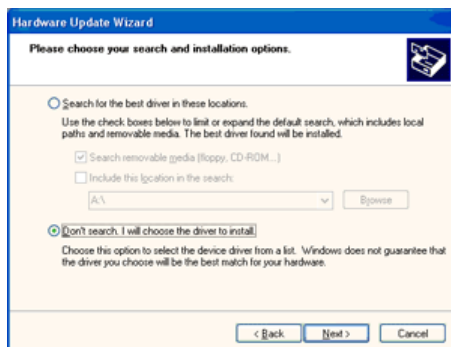 Hardware Update Wizard
Please choose your search and installation options.
Search for the best driver in these locations.
Use the check boxes below to limit or expand the default search, which includes local
paths and removable media. The best driver found will be installed.
Search removable media (floppy, CD-ROM...)
Include this location in the search:
A:\
Browse
Don't search. I will choose the driver to install.
Choose this option to select the device driver from a list. Windows does not guarantee that
the driver you choose will be the best match for your hardware.
< Back Next > Cancel